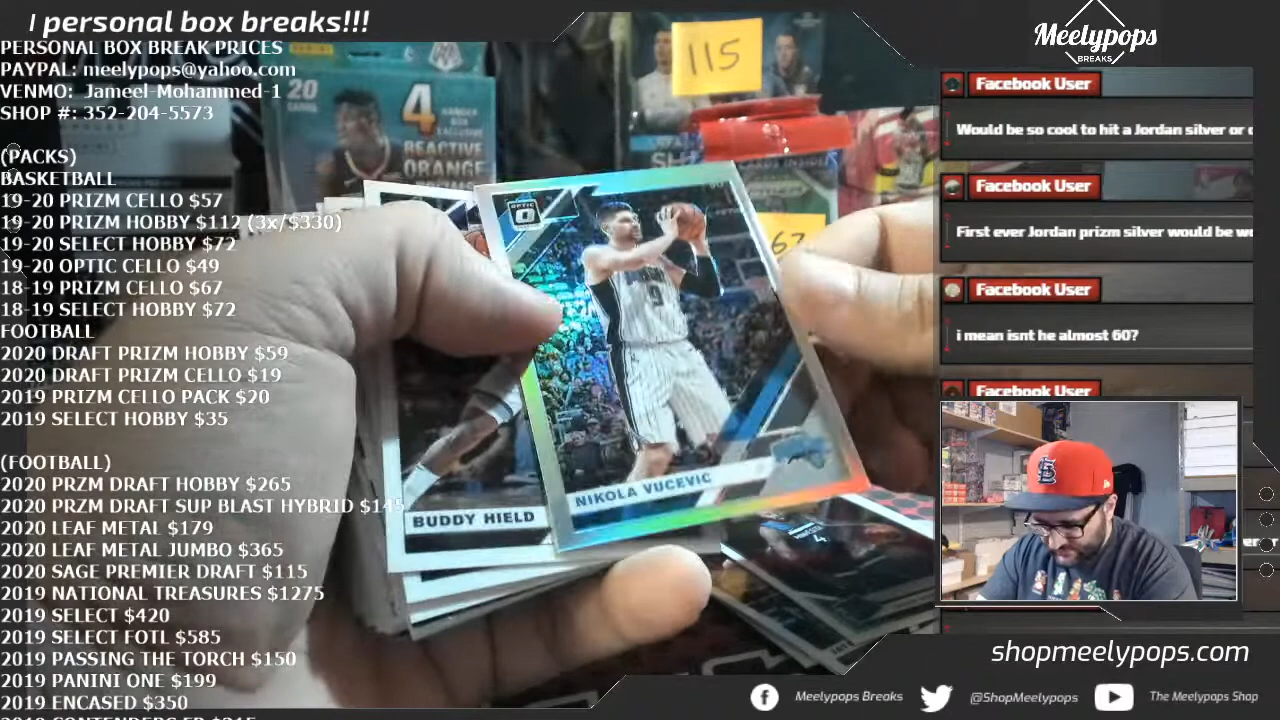 I personal box breaks!!!
PERSONAL BOX BREAK PRICES
PAYPAL: meelypops@yahoo.com
VENMO: Jameel-Mohammed-1
SHOP #: 352-204-5573
(PACKS)
BASKETBALL
19-20 PRIZM CELLO $57
19-20 PRIZM HOBBY $112 (3x/$330)
19-20 SELECT HOBBY $72
19-20 OPTIC CELLO $49
18-19 PRIZM CELLO $67
18-19 SELECT HOBBY $72
FOOTBALL
2020 DRAFT PRIZM HOBBY $59
2020 DRAFT PRIZM CELLO $19
2019 PRIZM CELLO PACK $20
2019 SELECT HOBBY $35
(FOOTBALL)
2020 PRZM DRAFT HOBBY $265
2020 PRZM DRAFT SUP BLAST HYBRID $145
2020 LEAF METAL $179
2020 LEAF METAL JUMBO $365
2020 SAGE PREMIER DRAFT $115
2019 NATIONAL TREASURES $1275
2019 SELECT $420
2019 SELECT FOTL $585
2019 PASSING THE TORCH $150
2019 PANINI ONE $199
2019 ENCASED $350
PANINI
20
CARDS
4
REACTIVE
ORANGE
115
67
OPTIC
NIKOLA VUCEVIC
BUDDY HIELD
Meelypops
BREAKS
Facebook User
Would be so cool to hit a Jordan silver or
Facebook User
First ever Jordan prizm silver would be
Facebook User
i mean isnt he almost 60?
Facebook User
shopmeelypops.com
Meelypops Breaks
@ShopMeelypops
The Meelypops Shop